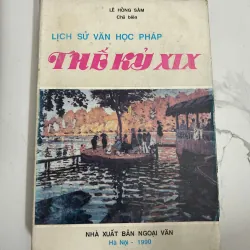 LÊ HỒNG SÂM
Chủ biên
LỊCH SỬ VĂN HỌC PHÁP
THẾ KỶ XIX
NHÀ XUẤT BẢN NGOẠI VĂN
Hà Nội - 1990